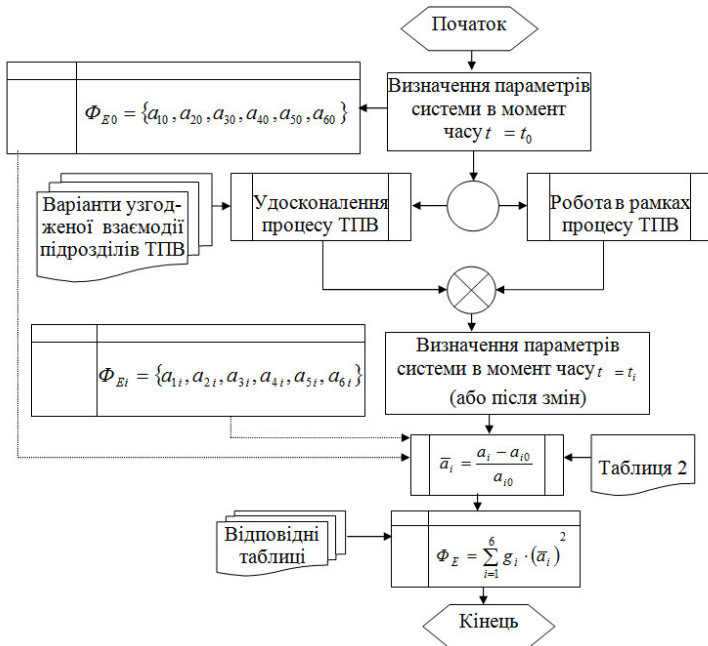 Початок
Визначення параметрів
системи в момент
часу t = t₀
Φ_E0 = {a₁₀, a₂₀, a₃₀, a₄₀, a₅₀, a₆₀}
Варіанти узгод-
женої взаємодії
підрозділів ТПВ
Удосконалення
процесу ТПВ
Робота в рамках
процесу ТПВ
Визначення параметрів
системи в момент часу t = tᵢ
(або після змін)
Φ_Ei = {a₁ᵢ, a₂ᵢ, a₃ᵢ, a₄ᵢ, a₅ᵢ, a₆ᵢ}
āᵢ = (aᵢ − aᵢ₀) / aᵢ₀
Таблиця 2
Відповідні
таблиці
Φ_E = ∑_{i=1}^{6} gᵢ · (āᵢ)²
Кінець